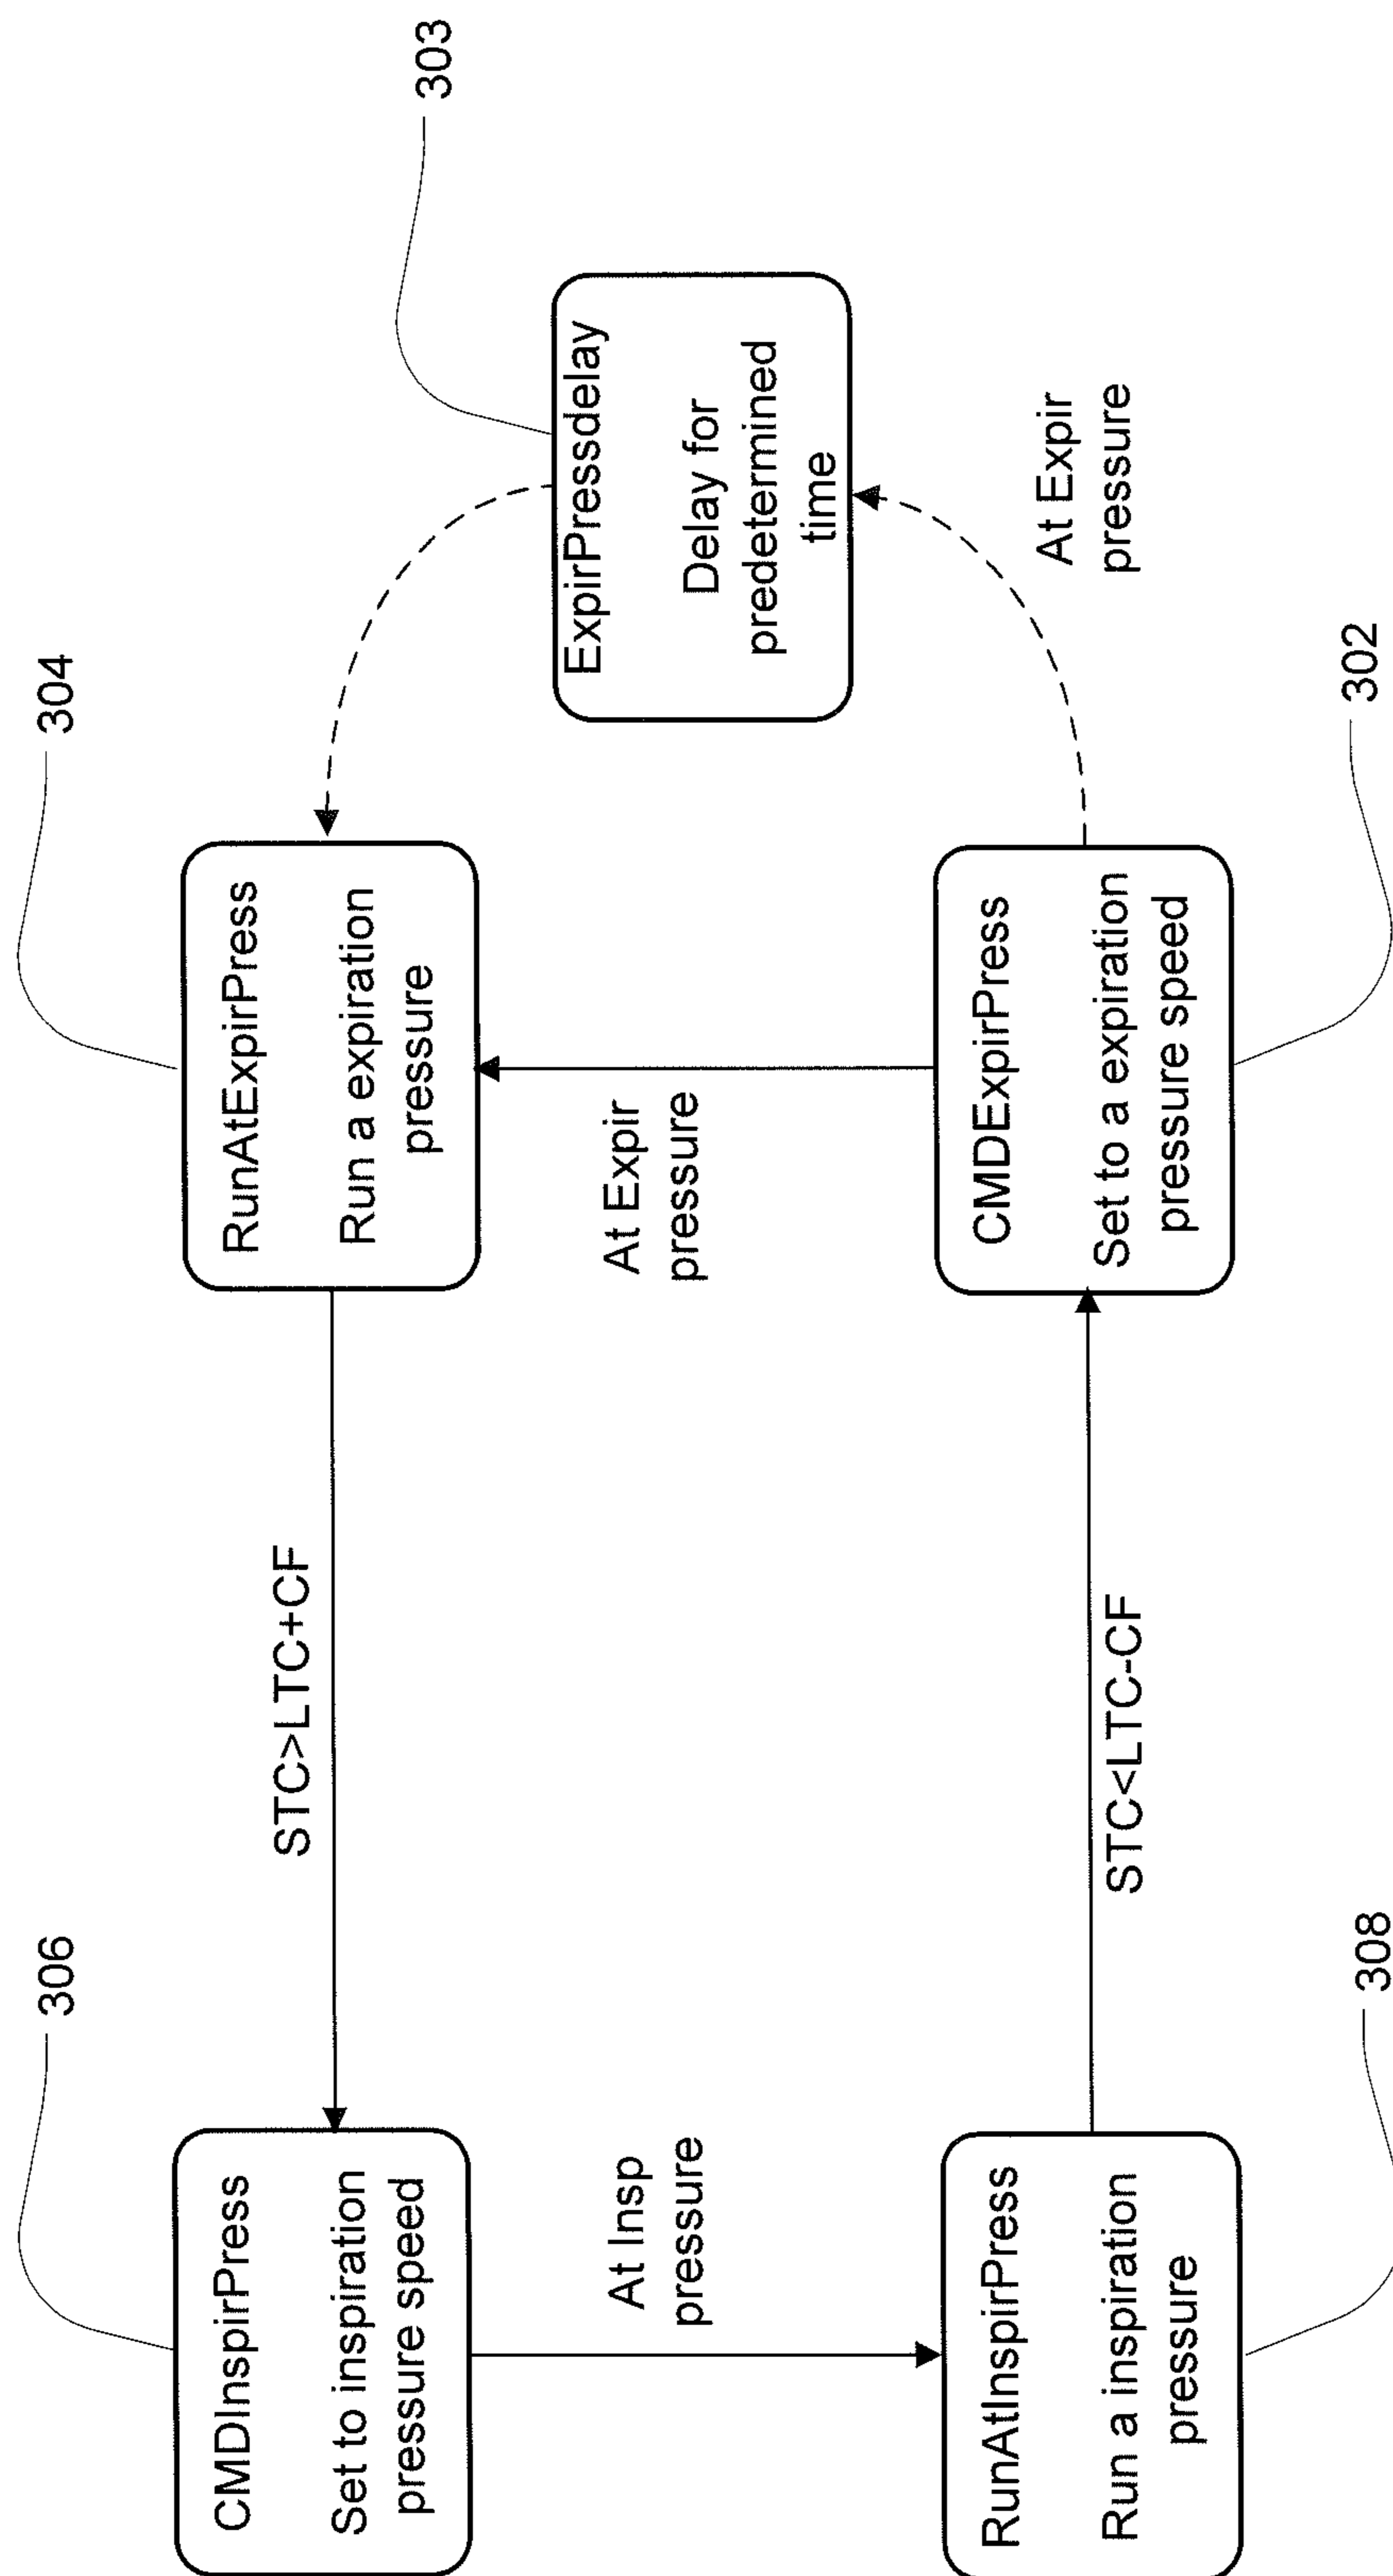 306
CMDInspirPress
Set to inspiration
pressure speed
STC>LTC+CF
304
RunAtExpirPress
Run a expiration
pressure
303
ExpirPressdelay
Delay for
predetermined
time
At Insp
pressure
At Expir
pressure
At Expir
pressure
RunAtInspirPress
Run a inspiration
pressure
308
STC<LTC-CF
CMDExpirPress
Set to a expiration
pressure speed
302